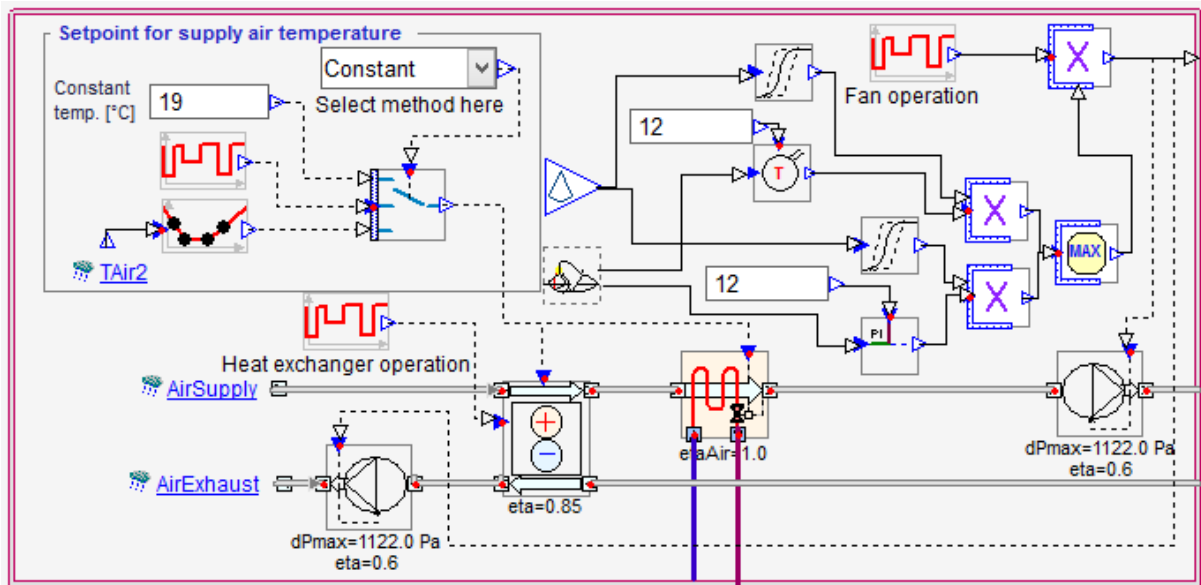 Setpoint for supply air temperature
Constant
Select method here
Constant
temp. [°C]
19
TAir2
Fan operation
12
T
X
X
MAX
12
X
PI
Heat exchanger operation
AirSupply
AirExhaust
eta=0.85
etaAir=1.0
dPmax=1122.0 Pa
eta=0.6
dPmax=1122.0 Pa
eta=0.6